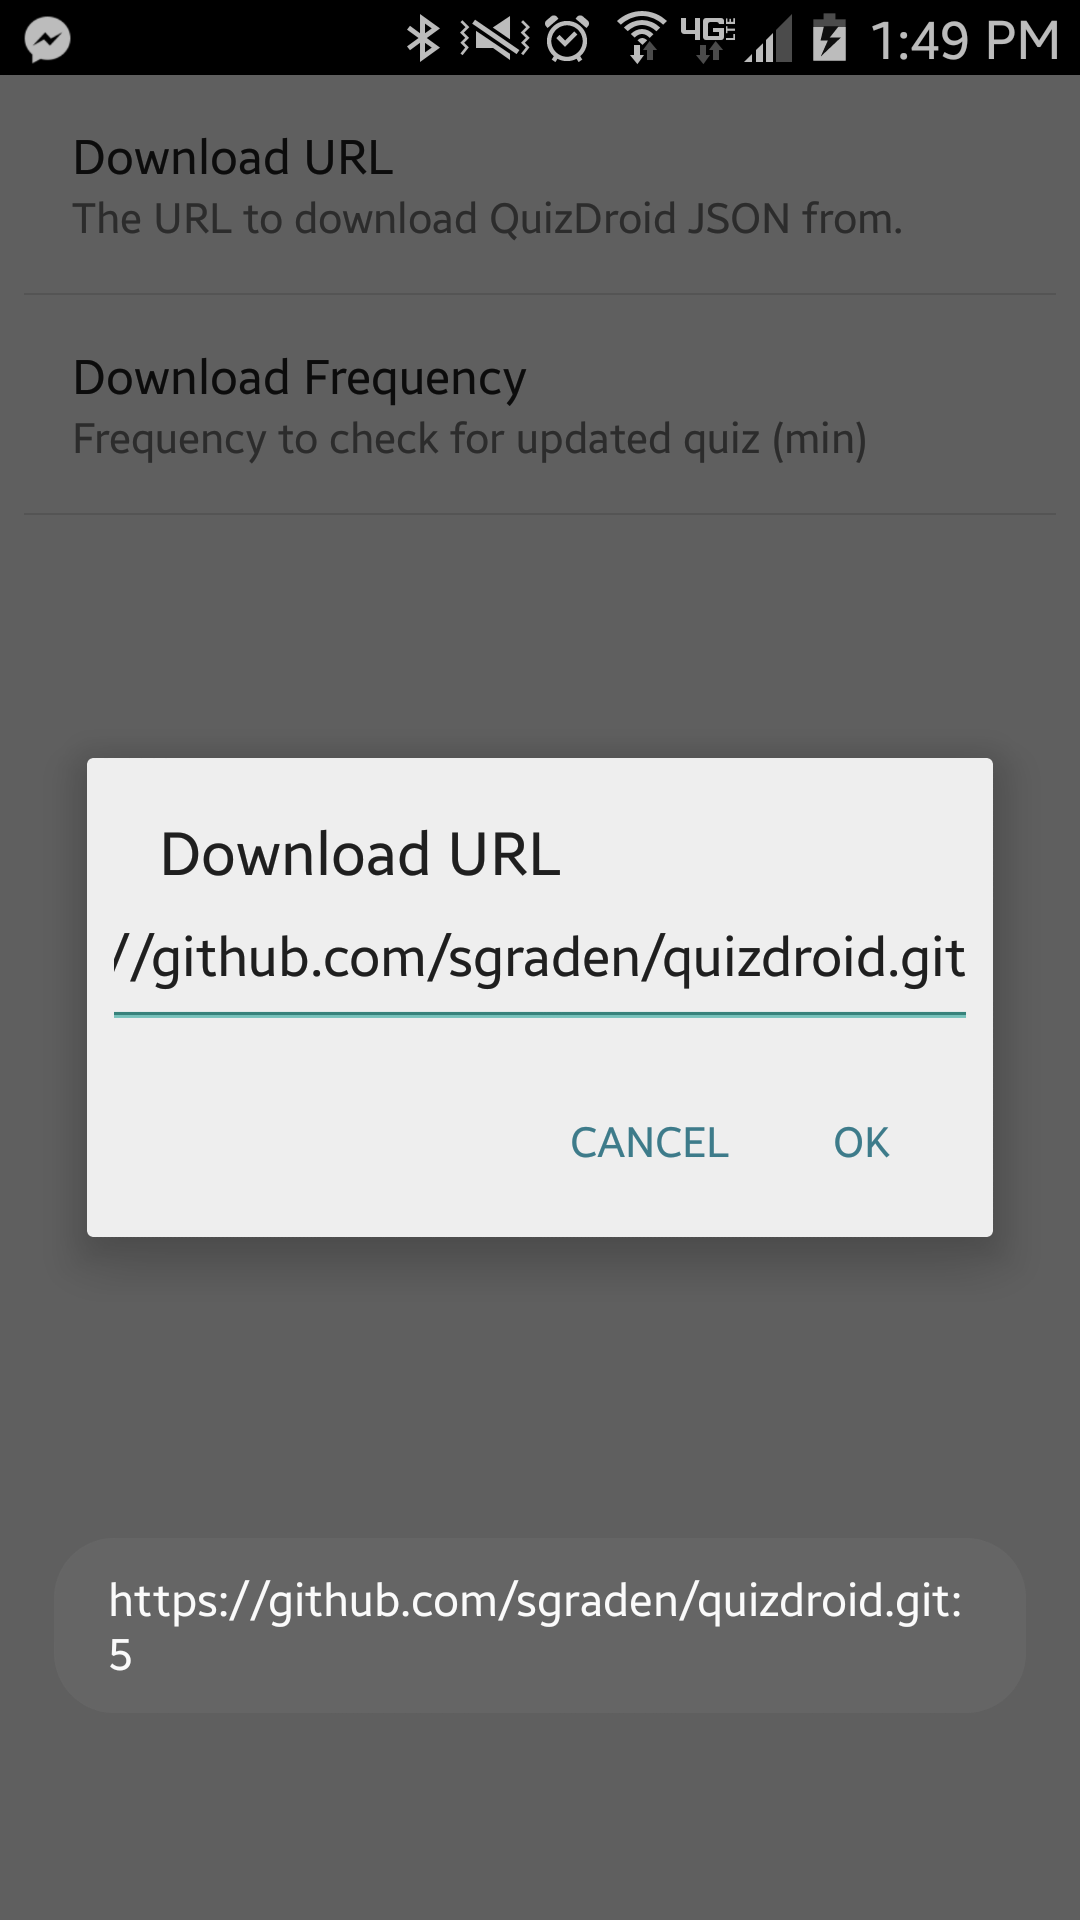 4G LTE 1:49 PM
Download URL
The URL to download QuizDroid JSON from.
Download Frequency
Frequency to check for updated quiz (min)
Download URL
//github.com/sgraden/quizdroid.git
CANCEL OK
https://github.com/sgraden/quizdroid.git:
5